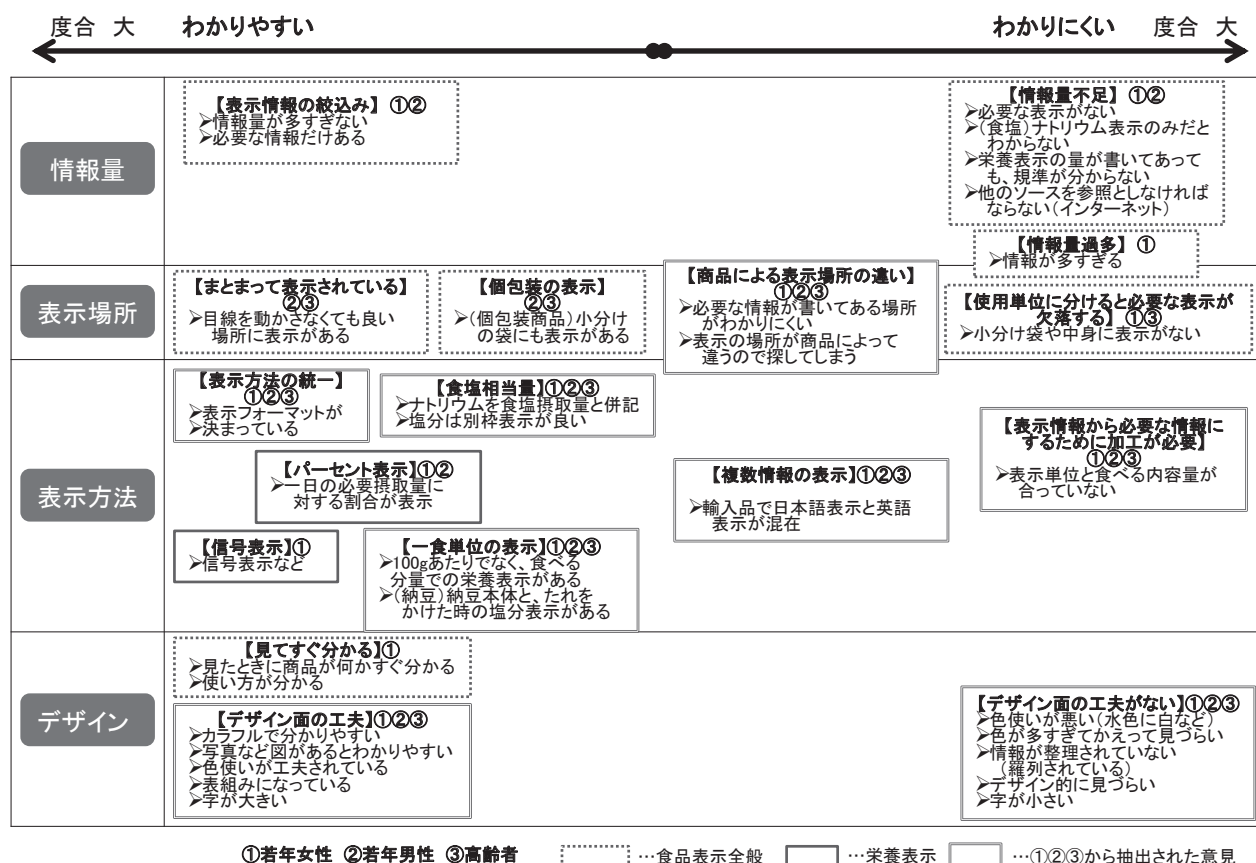 度合 大 わかりやすい わかりにくい 度合 大
情報量
【表示情報の絞込み】 ①②
➢情報量が多すぎない
➢必要な情報だけある
【情報量不足】 ①②
➢必要な表示がない
➢(食塩)ナトリウム表示のみだと
わからない
➢栄養表示の量が書いてあって
も、規準が分からない
➢他のソースを参照としなければ
ならない(インターネット)
【情報量過多】 ①
➢情報が多すぎる
表示場所
【まとまって表示されている】
②③
➢目線を動かさなくても良い
場所に表示がある
【個包装の表示】
②③
➢(個包装商品)小分け
の袋にも表示がある
【商品による表示場所の違い】
①②③
➢必要な情報が書いてある場所
がわかりにくい
➢表示の場所が商品によって
違うので探してしまう
【使用単位に分けると必要な表示が
欠落する】 ①③
➢小分け袋や中身に表示がない
表示方法
【表示方法の統一】
①②③
➢表示フォーマットが
➢決まっている
【食塩相当量】①②③
➢ナトリウムを食塩摂取量と併記
➢塩分は別枠表示が良い
【パーセント表示】①②
➢一日の必要摂取量に
対する割合が表示
【複数情報の表示】①②③
➢輸入品で日本語表示と英語
表示が混在
【表示情報から必要な情報に
するために加工が必要】
①②③
➢表示単位と食べる内容量が
合っていない
【信号表示】①
➢信号表示など
【一食単位の表示】①②③
➢100gあたりでなく、食べる
分量での栄養表示がある
➢(納豆)納豆本体と、たれを
かけた時の塩分表示がある
デザイン
【見てすぐ分かる】①
➢見たときに商品が何かすぐ分かる
➢使い方が分かる
【デザイン面の工夫】①②③
➢カラフルで分かりやすい
➢写真など図があるとわかりやすい
➢色使いが工夫されている
➢表組みになっている
➢字が大きい
【デザイン面の工夫がない】①②③
➢色使いが悪い(水色に白など)
➢色が多すぎてかえって見づらい
➢情報が整理されていない
(羅列されている)
➢デザイン的に見づらい
➢字が小さい
①若年女性 ②若年男性 ③高齢者 …食品表示全般 …栄養表示 …①②③から抽出された意見